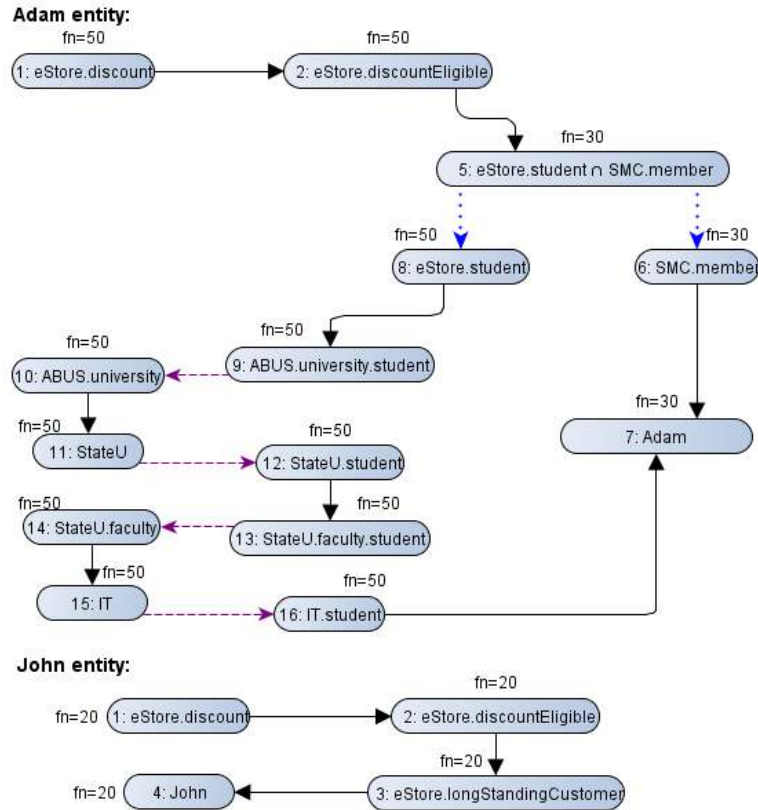 Adam entity:
fn=50
fn=50
1: eStore.discount
2: eStore.discountEligible
fn=30
5: eStore.student ∩ SMC.member
fn=50
fn=30
8: eStore.student
6: SMC.member
fn=50
fn=50
9: ABUS.university.student
10: ABUS.university
fn=30
fn=50
7: Adam
11: StateU
fn=50
12: StateU.student
fn=50
fn=50
14: StateU.faculty
13: StateU.faculty.student
fn=50
fn=50
15: IT
16: IT.student
John entity:
fn=20
fn=20
1: eStore.discount
2: eStore.discountEligible
fn=20
fn=20
4: John
3: eStore.longStandingCustomer